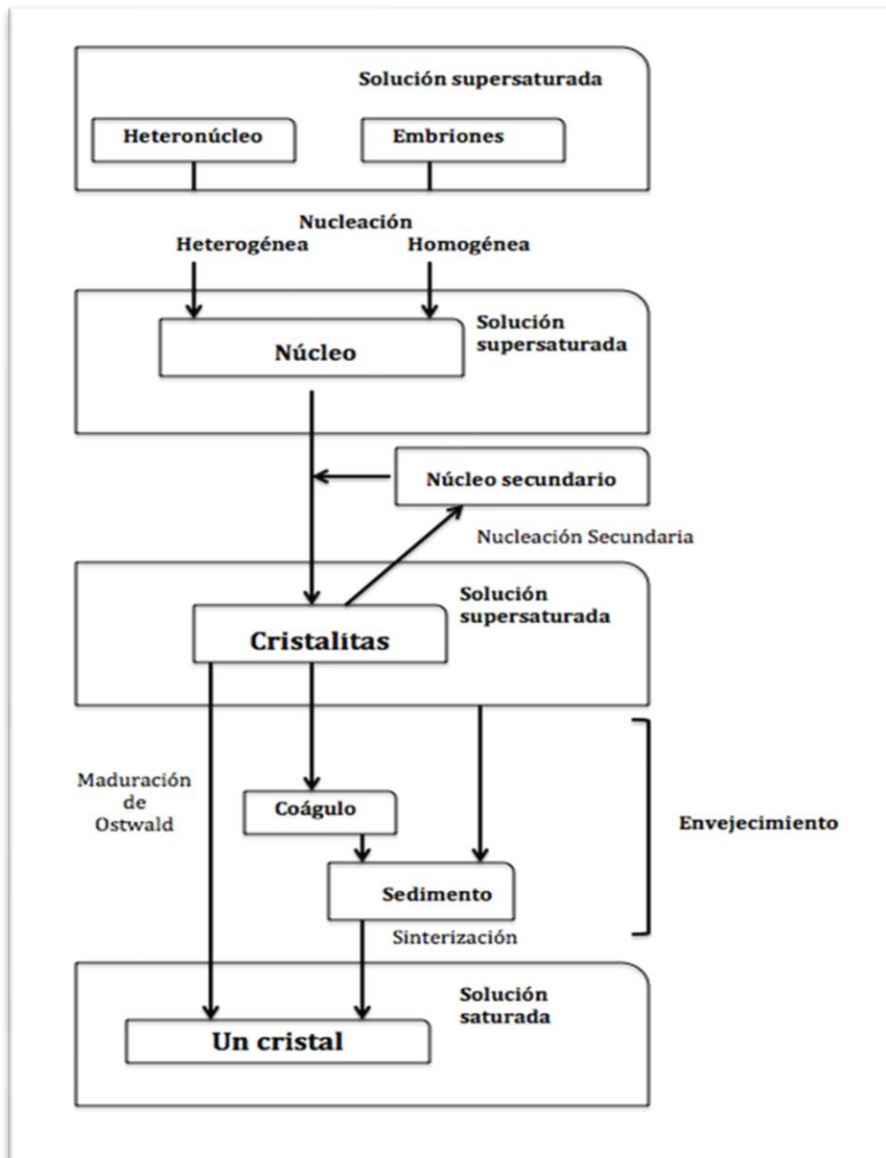 Solución supersaturada
Heteronúcleo
Embriones
Nucleación
Heterogénea
Homogénea
Solución
supersaturada
Núcleo
Núcleo secundario
Nucleación Secundaria
Solución
supersaturada
Cristalitas
Maduración
de
Ostwald
Coágulo
Envejecimiento
Sedimento
Sinterización
Solución
saturada
Un cristal